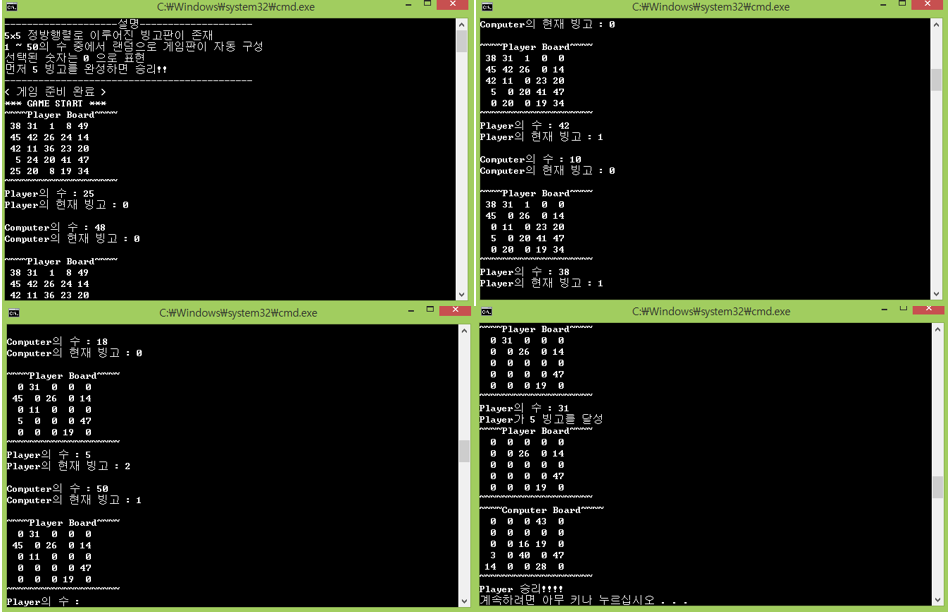 C:₩Windows₩system32₩cmd.exe
--------------------설명--------------------
5x5 정방행렬로 이루어진 빙고판이 존재
1 ~ 50의 수 중에서 랜덤으로 게임판이 자동 구성
선택된 숫자는 0 으로 표현
먼저 5 빙고를 완성하면 승리!!
--------------------------------------------
< 게임 준비 완료 >
*** GAME START ***
~~~~Player Board~~~~
38 31 1 8 49
45 42 26 24 14
42 11 36 23 20
5 24 20 41 47
25 20 8 19 34
~~~~~~~~~~~~~~~~~~~~
Player의 수 : 25
Player의 현재 빙고 : 0
Computer의 수 : 48
Computer의 현재 빙고 : 0
~~~~Player Board~~~~
38 31 1 8 49
45 42 26 24 14
42 11 36 23 20
C:₩Windows₩system32₩cmd.exe
Computer의 현재 빙고 : 0
~~~~Player Board~~~~
38 31 1 0 0
45 42 26 0 14
42 11 0 23 20
5 0 20 41 47
0 20 0 19 34
~~~~~~~~~~~~~~~~~~~~
Player의 수 : 42
Player의 현재 빙고 : 1
Computer의 수 : 10
Computer의 현재 빙고 : 0
~~~~Player Board~~~~
38 31 1 0 0
45 0 26 0 14
0 11 0 23 20
5 0 20 41 47
0 20 0 19 34
~~~~~~~~~~~~~~~~~~~~
Player의 수 : 38
Player의 현재 빙고 : 1
C:₩Windows₩system32₩cmd.exe
Computer의 수 : 18
Computer의 현재 빙고 : 0
~~~~Player Board~~~~
0 31 0 0 0
45 0 26 0 14
0 11 0 0 0
5 0 0 0 47
0 0 0 19 0
~~~~~~~~~~~~~~~~~~~~
Player의 수 : 5
Player의 현재 빙고 : 2
Computer의 수 : 50
Computer의 현재 빙고 : 1
~~~~Player Board~~~~
0 31 0 0 0
45 0 26 0 14
0 11 0 0 0
0 0 0 0 47
0 0 0 19 0
~~~~~~~~~~~~~~~~~~~~
Player의 수 :
C:₩Windows₩system32₩cmd.exe
~~~~Player Board~~~~
0 31 0 0 0
0 0 26 0 14
0 0 0 0 0
0 0 0 0 47
0 0 0 19 0
~~~~~~~~~~~~~~~~~~~~
Player의 수 : 31
Player가 5 빙고를 달성
~~~~Player Board~~~~
0 0 0 0 0
0 0 26 0 14
0 0 0 0 0
0 0 0 0 47
0 0 0 19 0
~~~~~~~~~~~~~~~~~~~~
~~~~Computer Board~~~~
0 0 0 43 0
0 0 0 0 0
0 0 16 19 0
3 0 40 0 47
14 0 0 28 0
~~~~~~~~~~~~~~~~~~~~
Player 승리!!!!
계속하려면 아무 키나 누르십시오 . . .